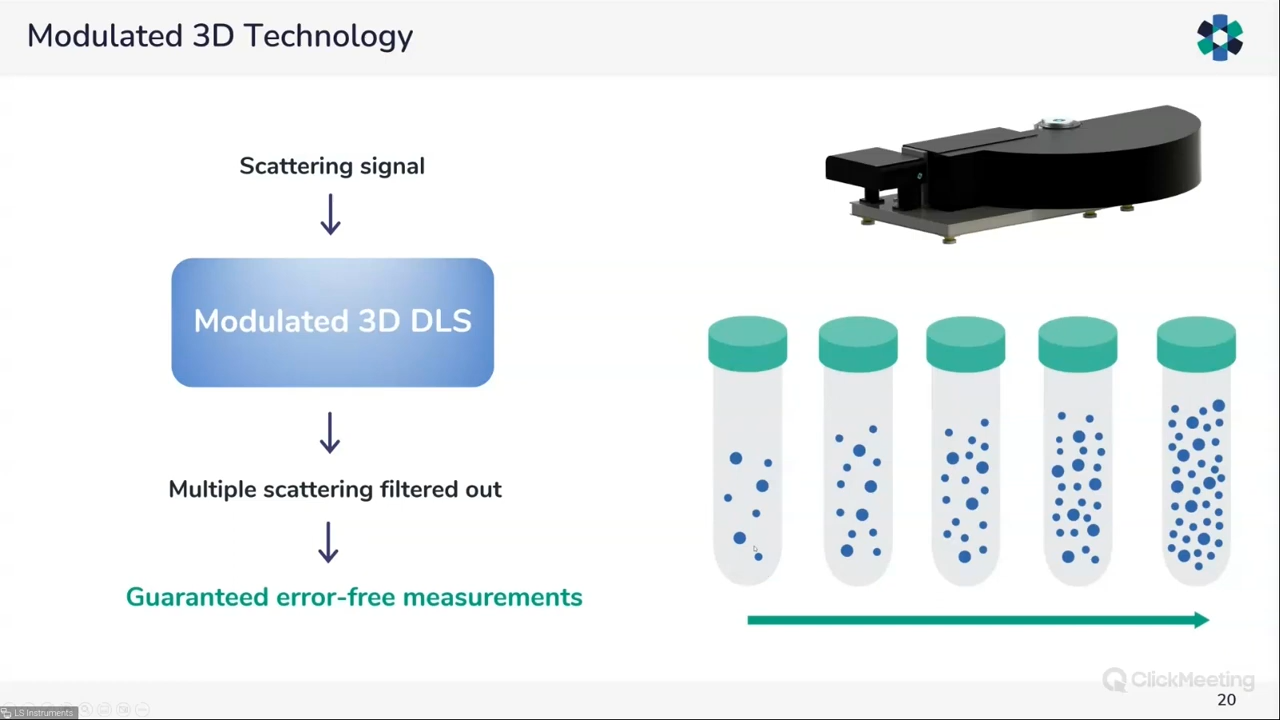 Modulated 3D Technology
Scattering signal
Modulated 3D DLS
Multiple scattering filtered out
Guaranteed error-free measurements
ClickMeeting
20
LS Instruments